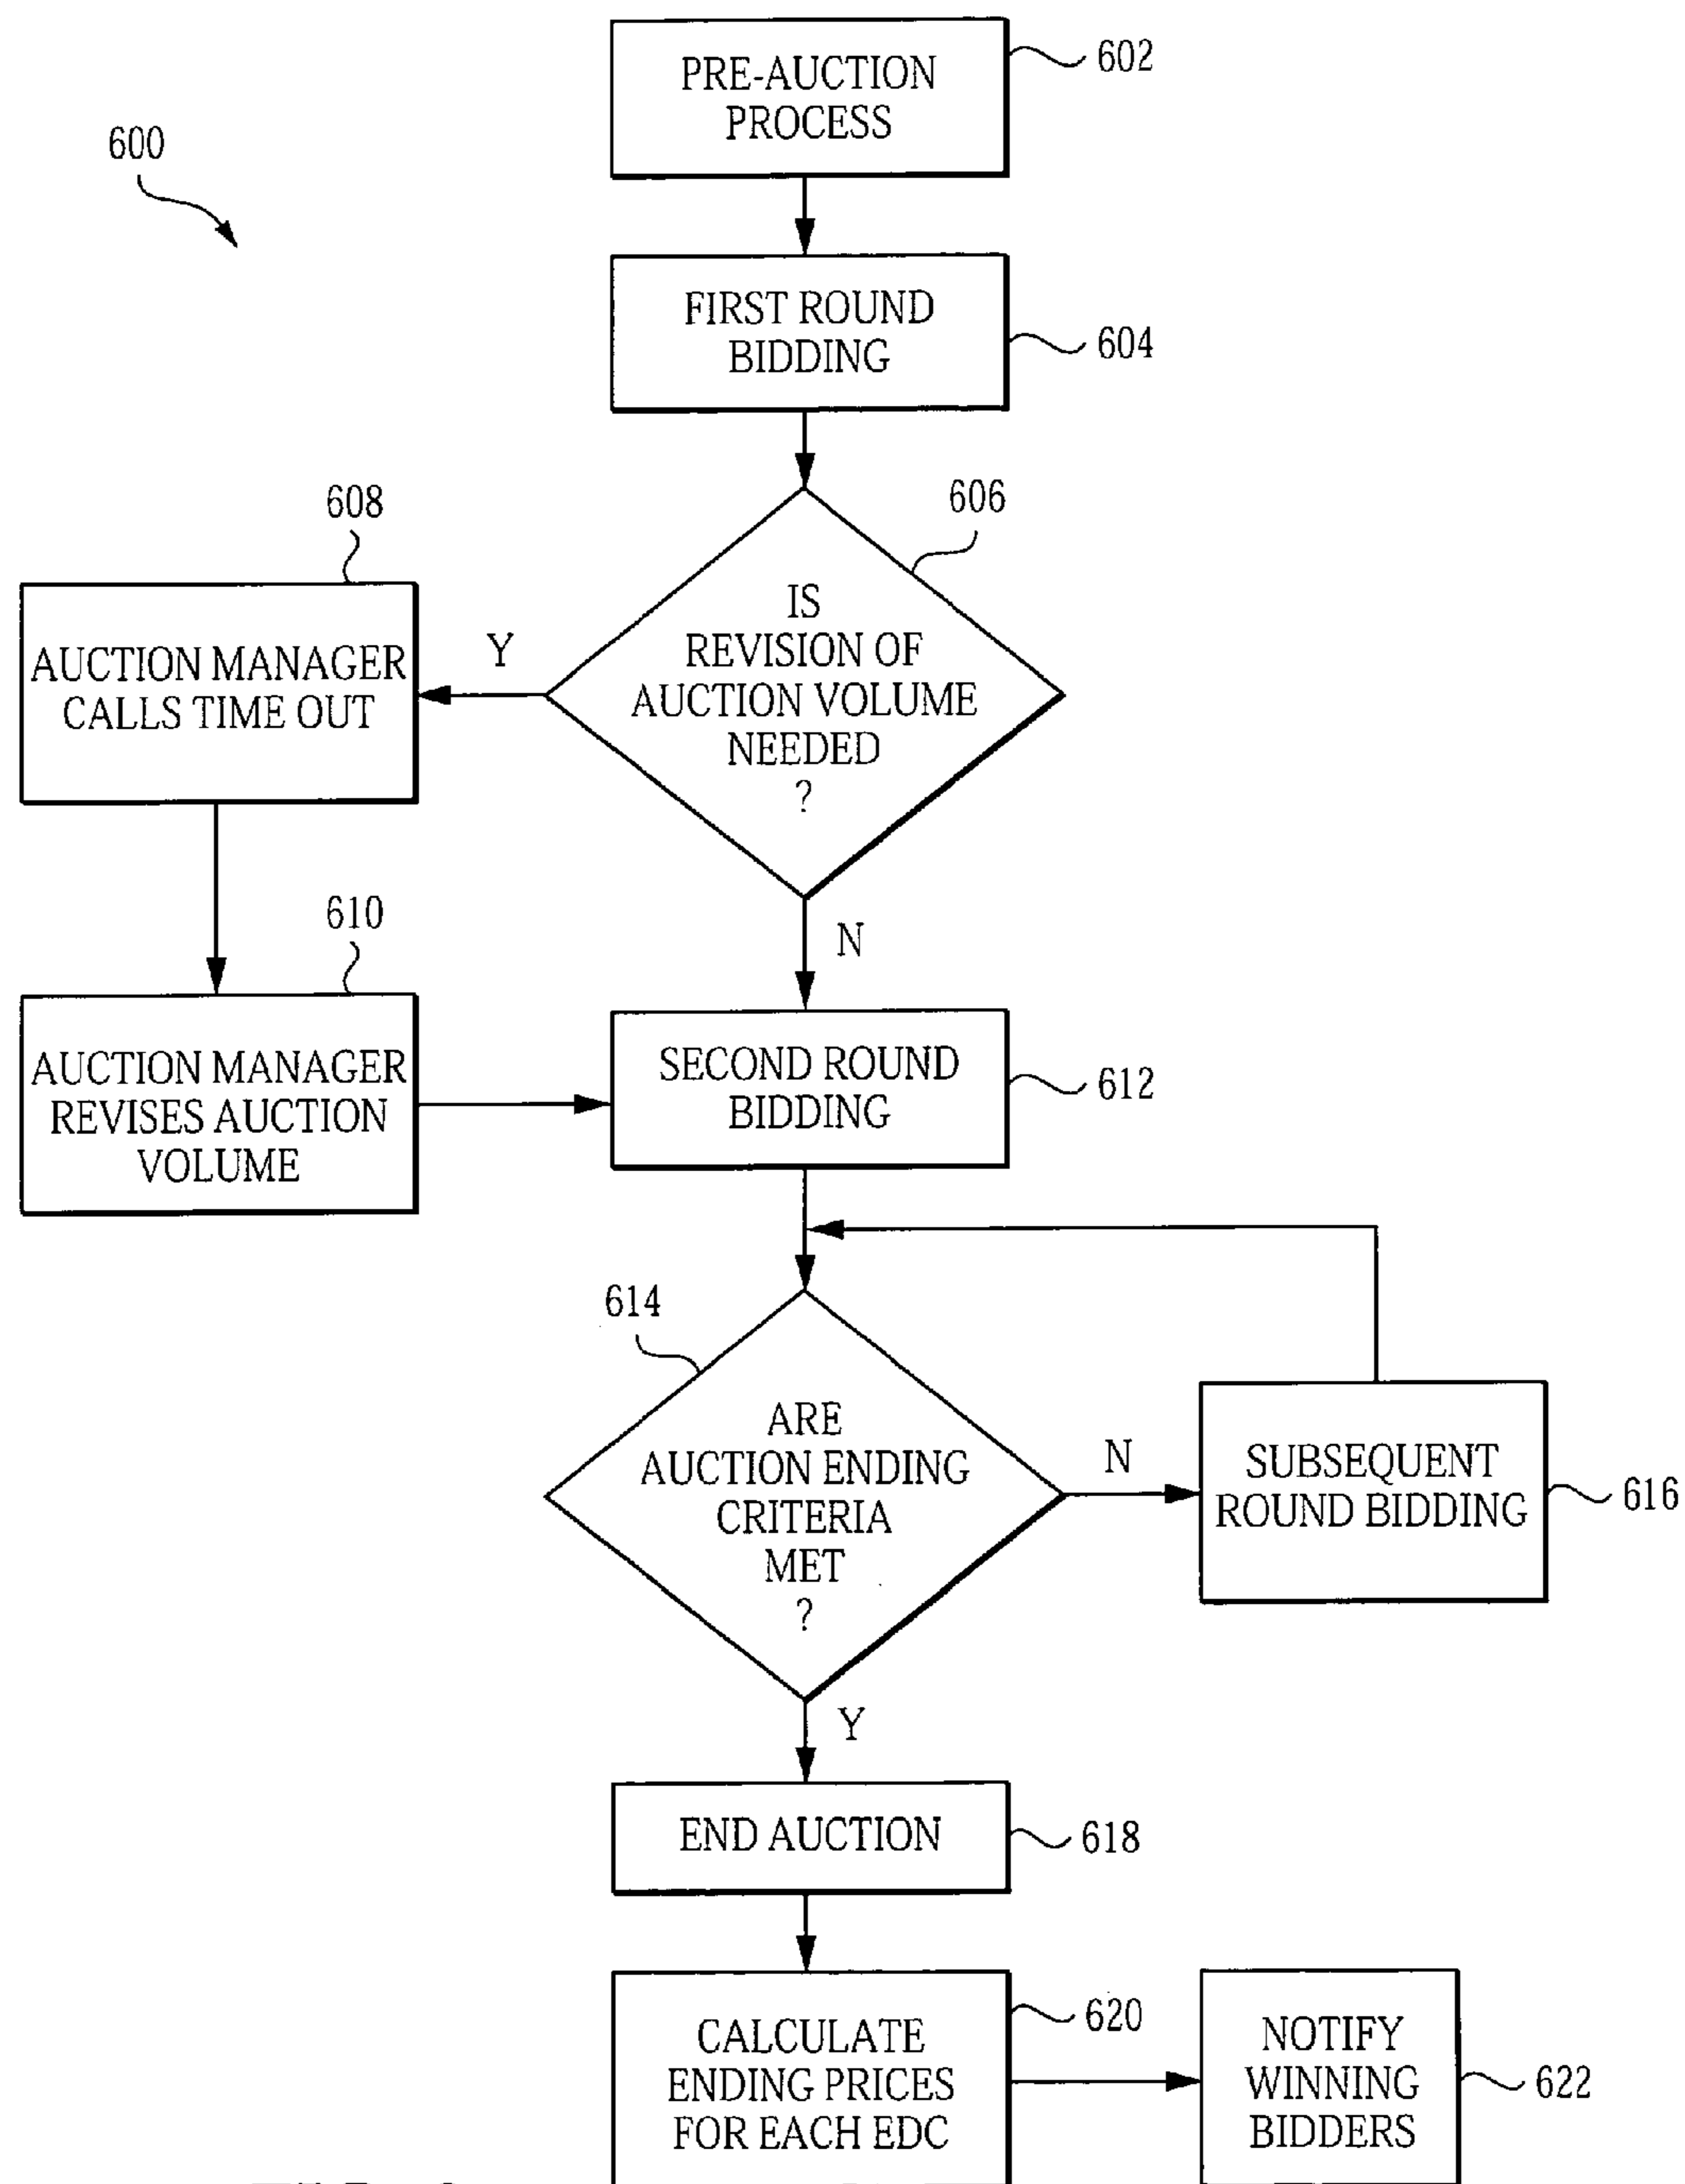 PRE-AUCTION
PROCESS
602
600
FIRST ROUND
BIDDING
604
606
608
IS
REVISION OF
AUCTION VOLUME
NEEDED
?
Y
AUCTION MANAGER
CALLS TIME OUT
N
610
AUCTION MANAGER
REVISES AUCTION
VOLUME
SECOND ROUND
BIDDING
612
614
ARE
AUCTION ENDING
CRITERIA
MET
?
N
SUBSEQUENT
ROUND BIDDING
616
Y
END AUCTION
618
CALCULATE
ENDING PRICES
FOR EACH EDC
620
NOTIFY
WINNING
BIDDERS
622